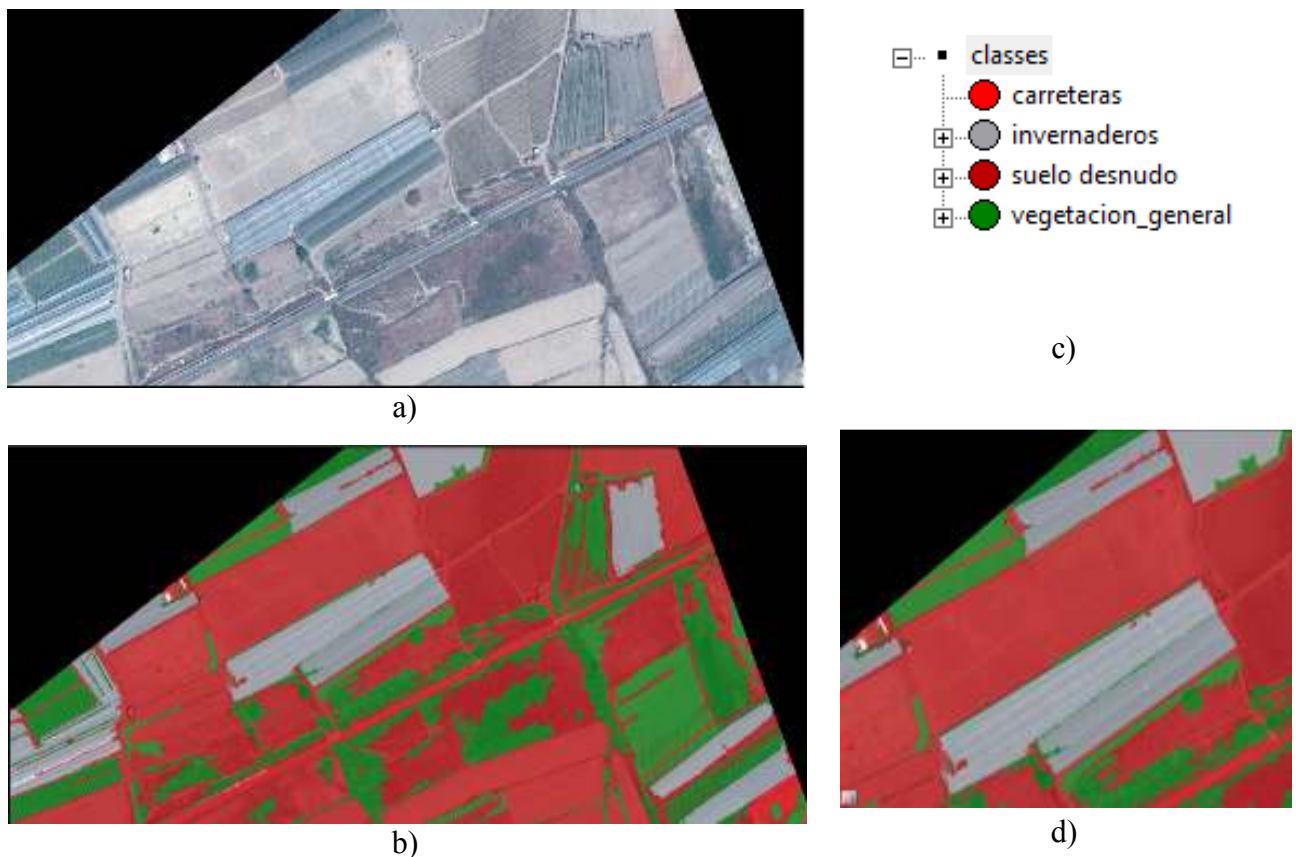 classes
carreteras
invernaderos
suelo desnudo
vegetacion_general
c)
a)
b)
d)